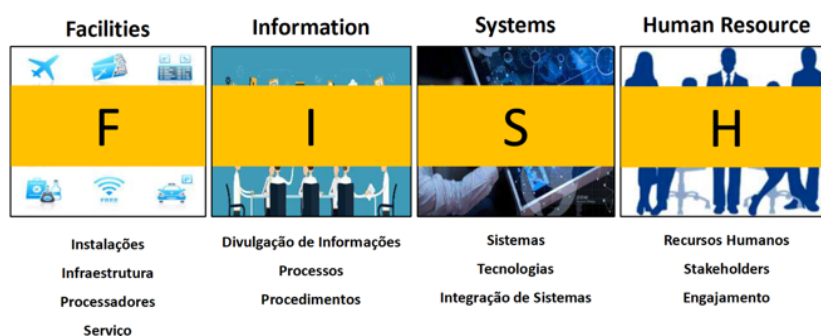 Facilities
Information
Systems
Human Resource
F
I
S
H
FREE
Instalações
Infraestrutura
Processadores
Serviço
Divulgação de Informações
Processos
Procedimentos
Sistemas
Tecnologias
Integração de Sistemas
Recursos Humanos
Stakeholders
Engajamento